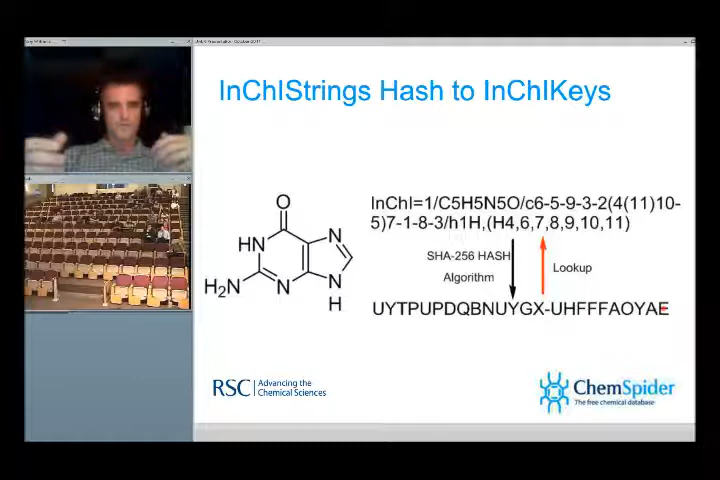 InChIStrings Hash to InChIKeys
InChI=1/C5H5N5O/c6-5-9-3-2(4(11)10-
5)7-1-8-3/h1H,(H4,6,7,8,9,10,11)
O
HN
N
H2N
N
N
H
SHA-256 HASH
Algorithm
Lookup
UYTPUPDQBNUYGX-UHFFFAOYAE
RSC
Advancing the
Chemical Sciences
ChemSpider
The free chemical database